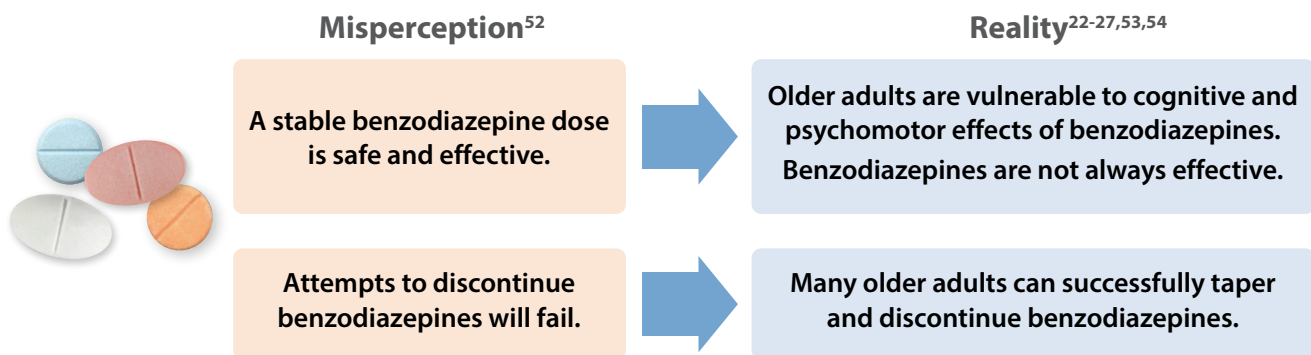 Misperception52
Reality22-27,53,54
A stable benzodiazepine dose
is safe and effective.
Older adults are vulnerable to cognitive and
psychomotor effects of benzodiazepines.
Benzodiazepines are not always effective.
Attempts to discontinue
benzodiazepines will fail.
Many older adults can successfully taper
and discontinue benzodiazepines.